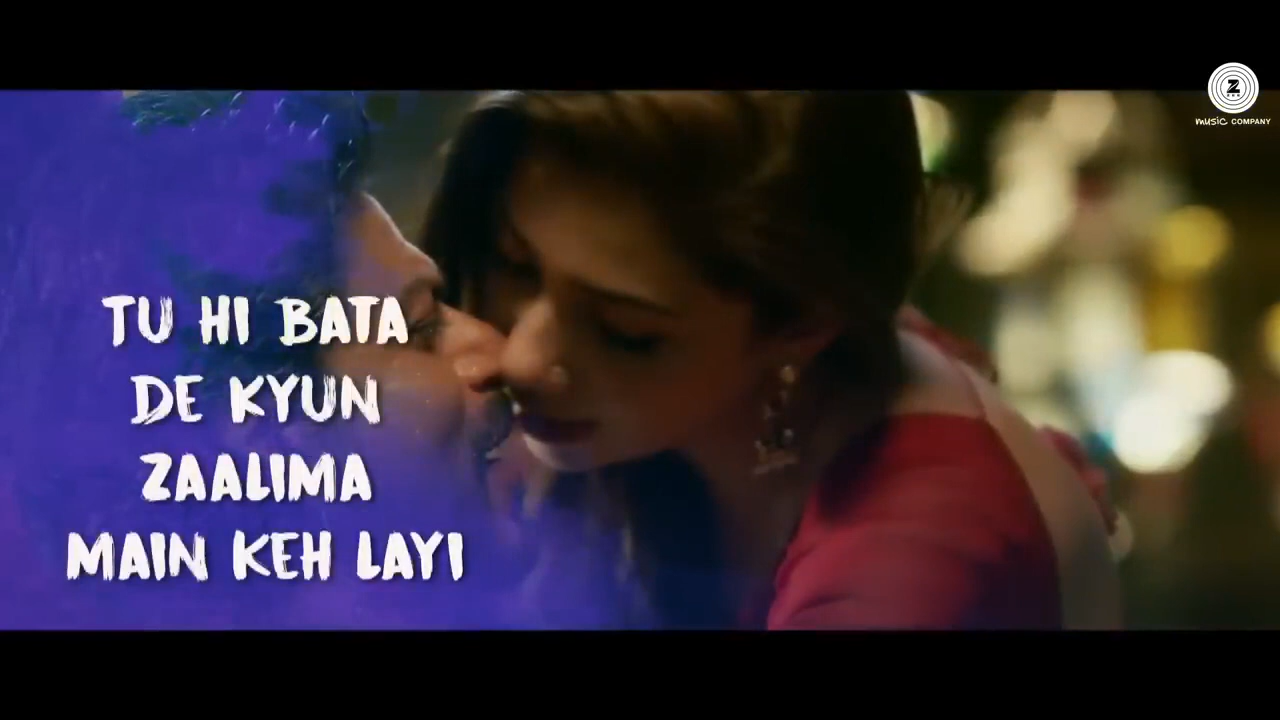 TU HI BATA
DE KYUN
ZAALIMA
MAIN KEH LAYI
Z
music COMPANY